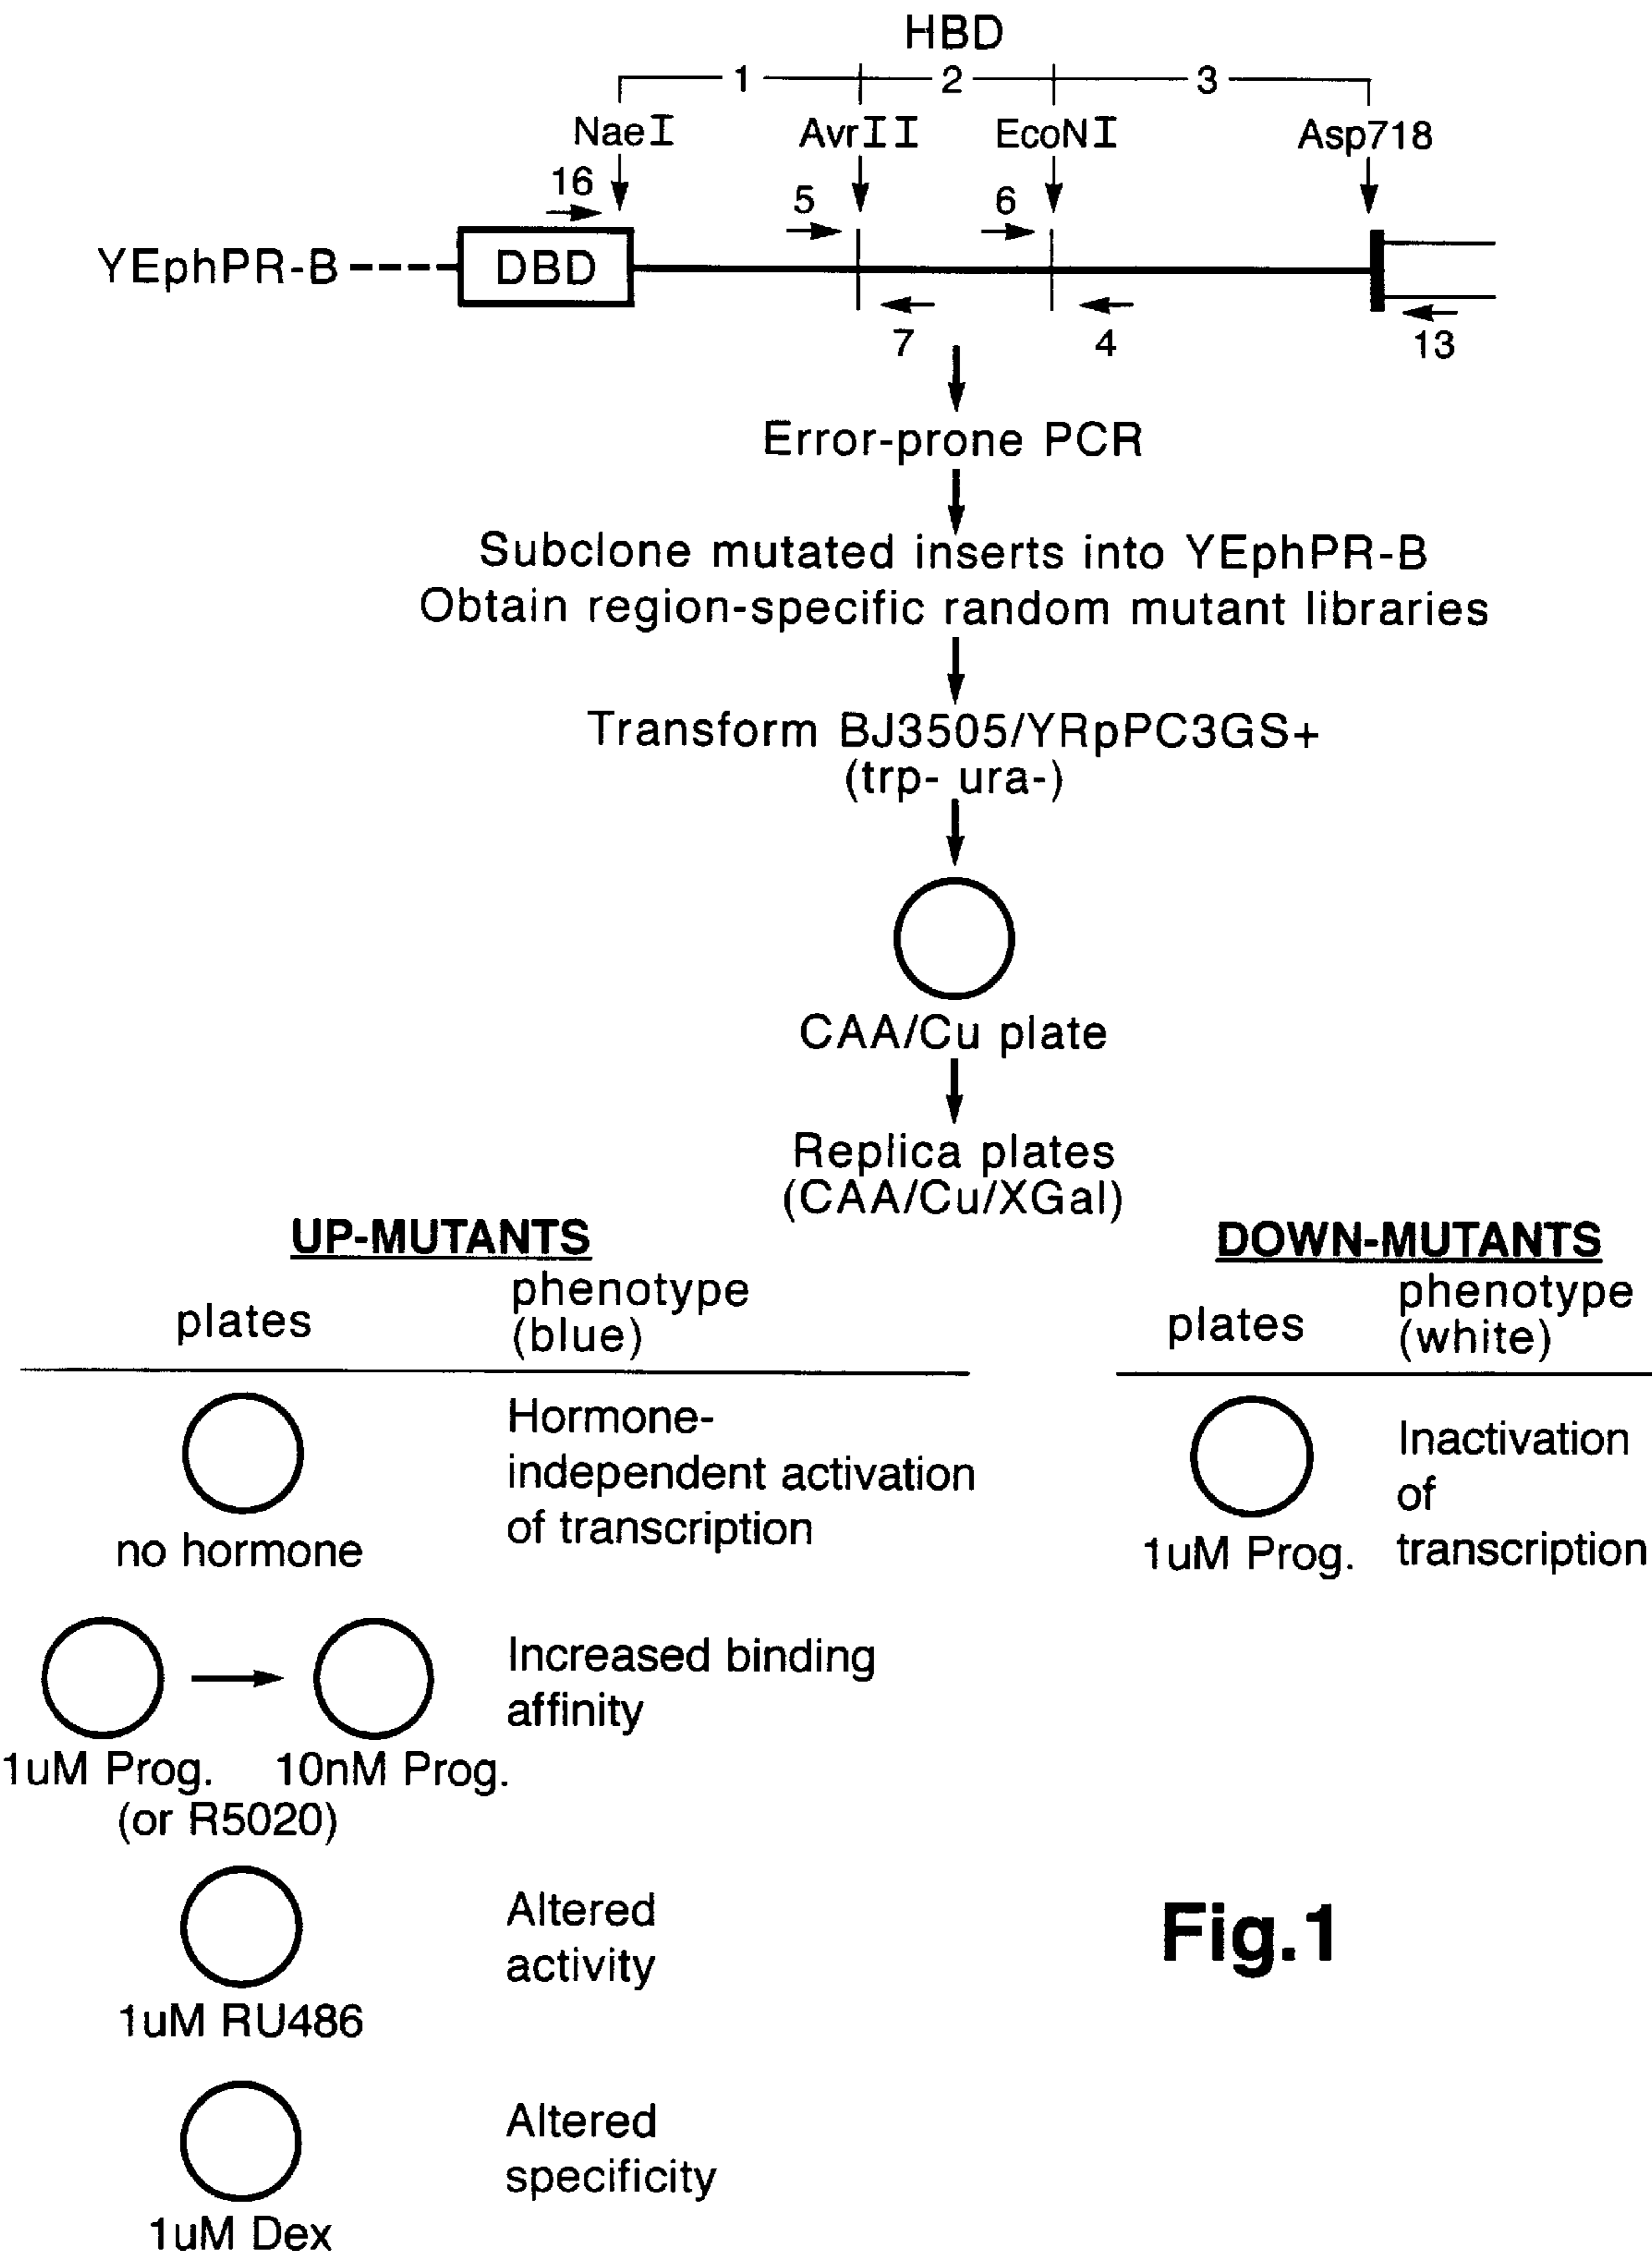 HBD
1 2 3
NaeI AvrII EcoNI Asp718
16 5 6
YEphPR-B DBD
7 4 13
Error-prone PCR
Subclone mutated inserts into YEphPR-B
Obtain region-specific random mutant libraries
Transform BJ3505/YRpPC3GS+
(trp- ura-)
CAA/Cu plate
Replica plates
(CAA/Cu/XGal)
UP-MUTANTS
plates phenotype
(blue)
no hormone
Hormone-
independent activation
of transcription
1uM Prog. 10nM Prog.
(or R5020)
Increased binding
affinity
1uM RU486
Altered
activity
1uM Dex
Altered
specificity
DOWN-MUTANTS
plates phenotype
(white)
1uM Prog.
Inactivation
of
transcription
Fig.1